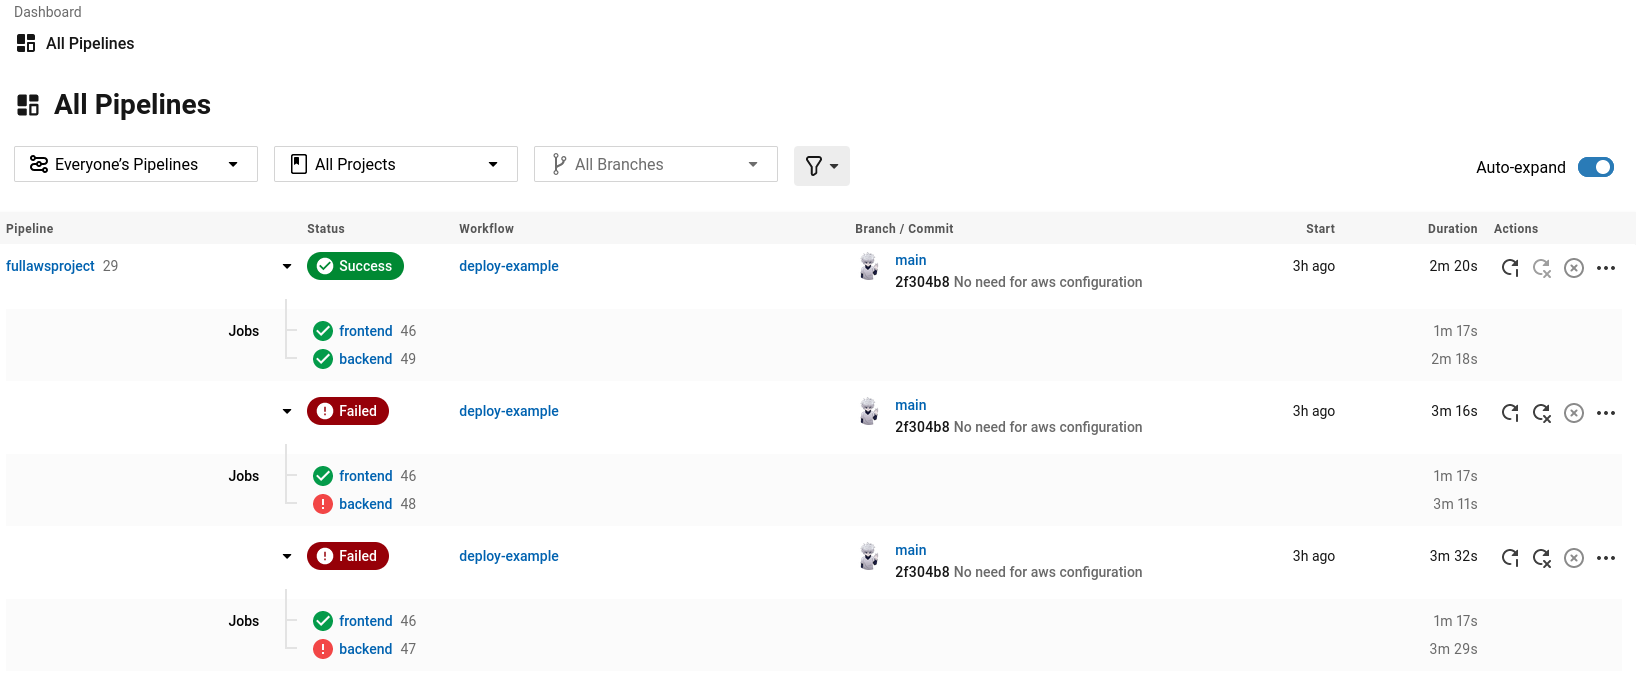 Dashboard
All Pipelines
All Pipelines
Everyone’s Pipelines All Projects All Branches Auto-expand
Pipeline Status Workflow Branch / Commit Start Duration Actions
fullawsproject 29 Success deploy-example main 3h ago 2m 20s
2f304b8 No need for aws configuration
Jobs frontend 46 1m 17s
backend 49 2m 18s
Failed deploy-example main 3h ago 3m 16s
2f304b8 No need for aws configuration
Jobs frontend 46 1m 17s
backend 48 3m 11s
Failed deploy-example main 3h ago 3m 32s
2f304b8 No need for aws configuration
Jobs frontend 46 1m 17s
backend 47 3m 29s